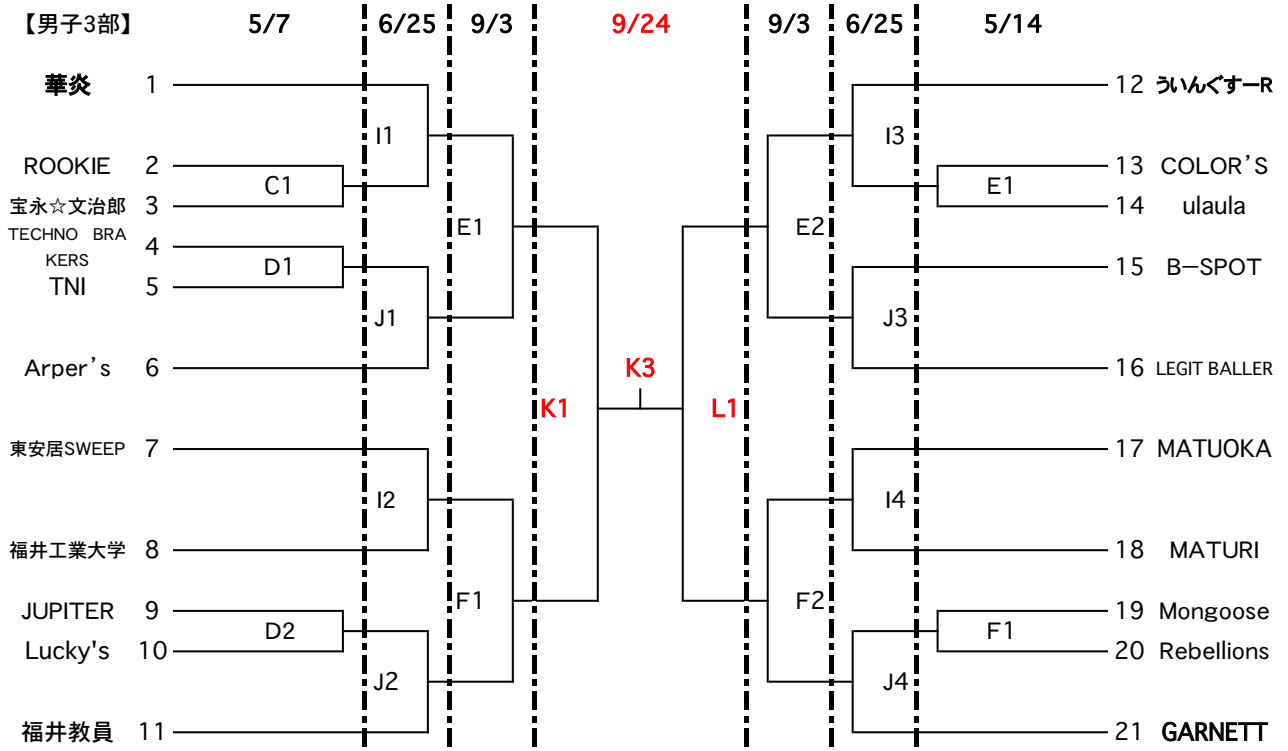 【男子3部】 5/7 6/25 9/3 9/24 9/3 6/25 5/14
華炎 1 12 ういんぐすーR
I1 I3
ROOKIE 2 13 COLOR'S
C1 E1
宝永☆文治郎 3 14 ulaula
E1 E2
TECHNO BRA
KERS 4
15 B−SPOT
D1
TNI 5
J1 J3
Arper's 6 16 LEGIT BALLER
K3
K1 L1
東安居SWEEP 7 17 MATUOKA
I2 I4
福井工業大学 8 18 MATURI
F1 F2
JUPITER 9 19 Mongoose
D2 F1
Lucky's 10 20 Rebellions
J2 J4
福井教員 11 21 GARNETT